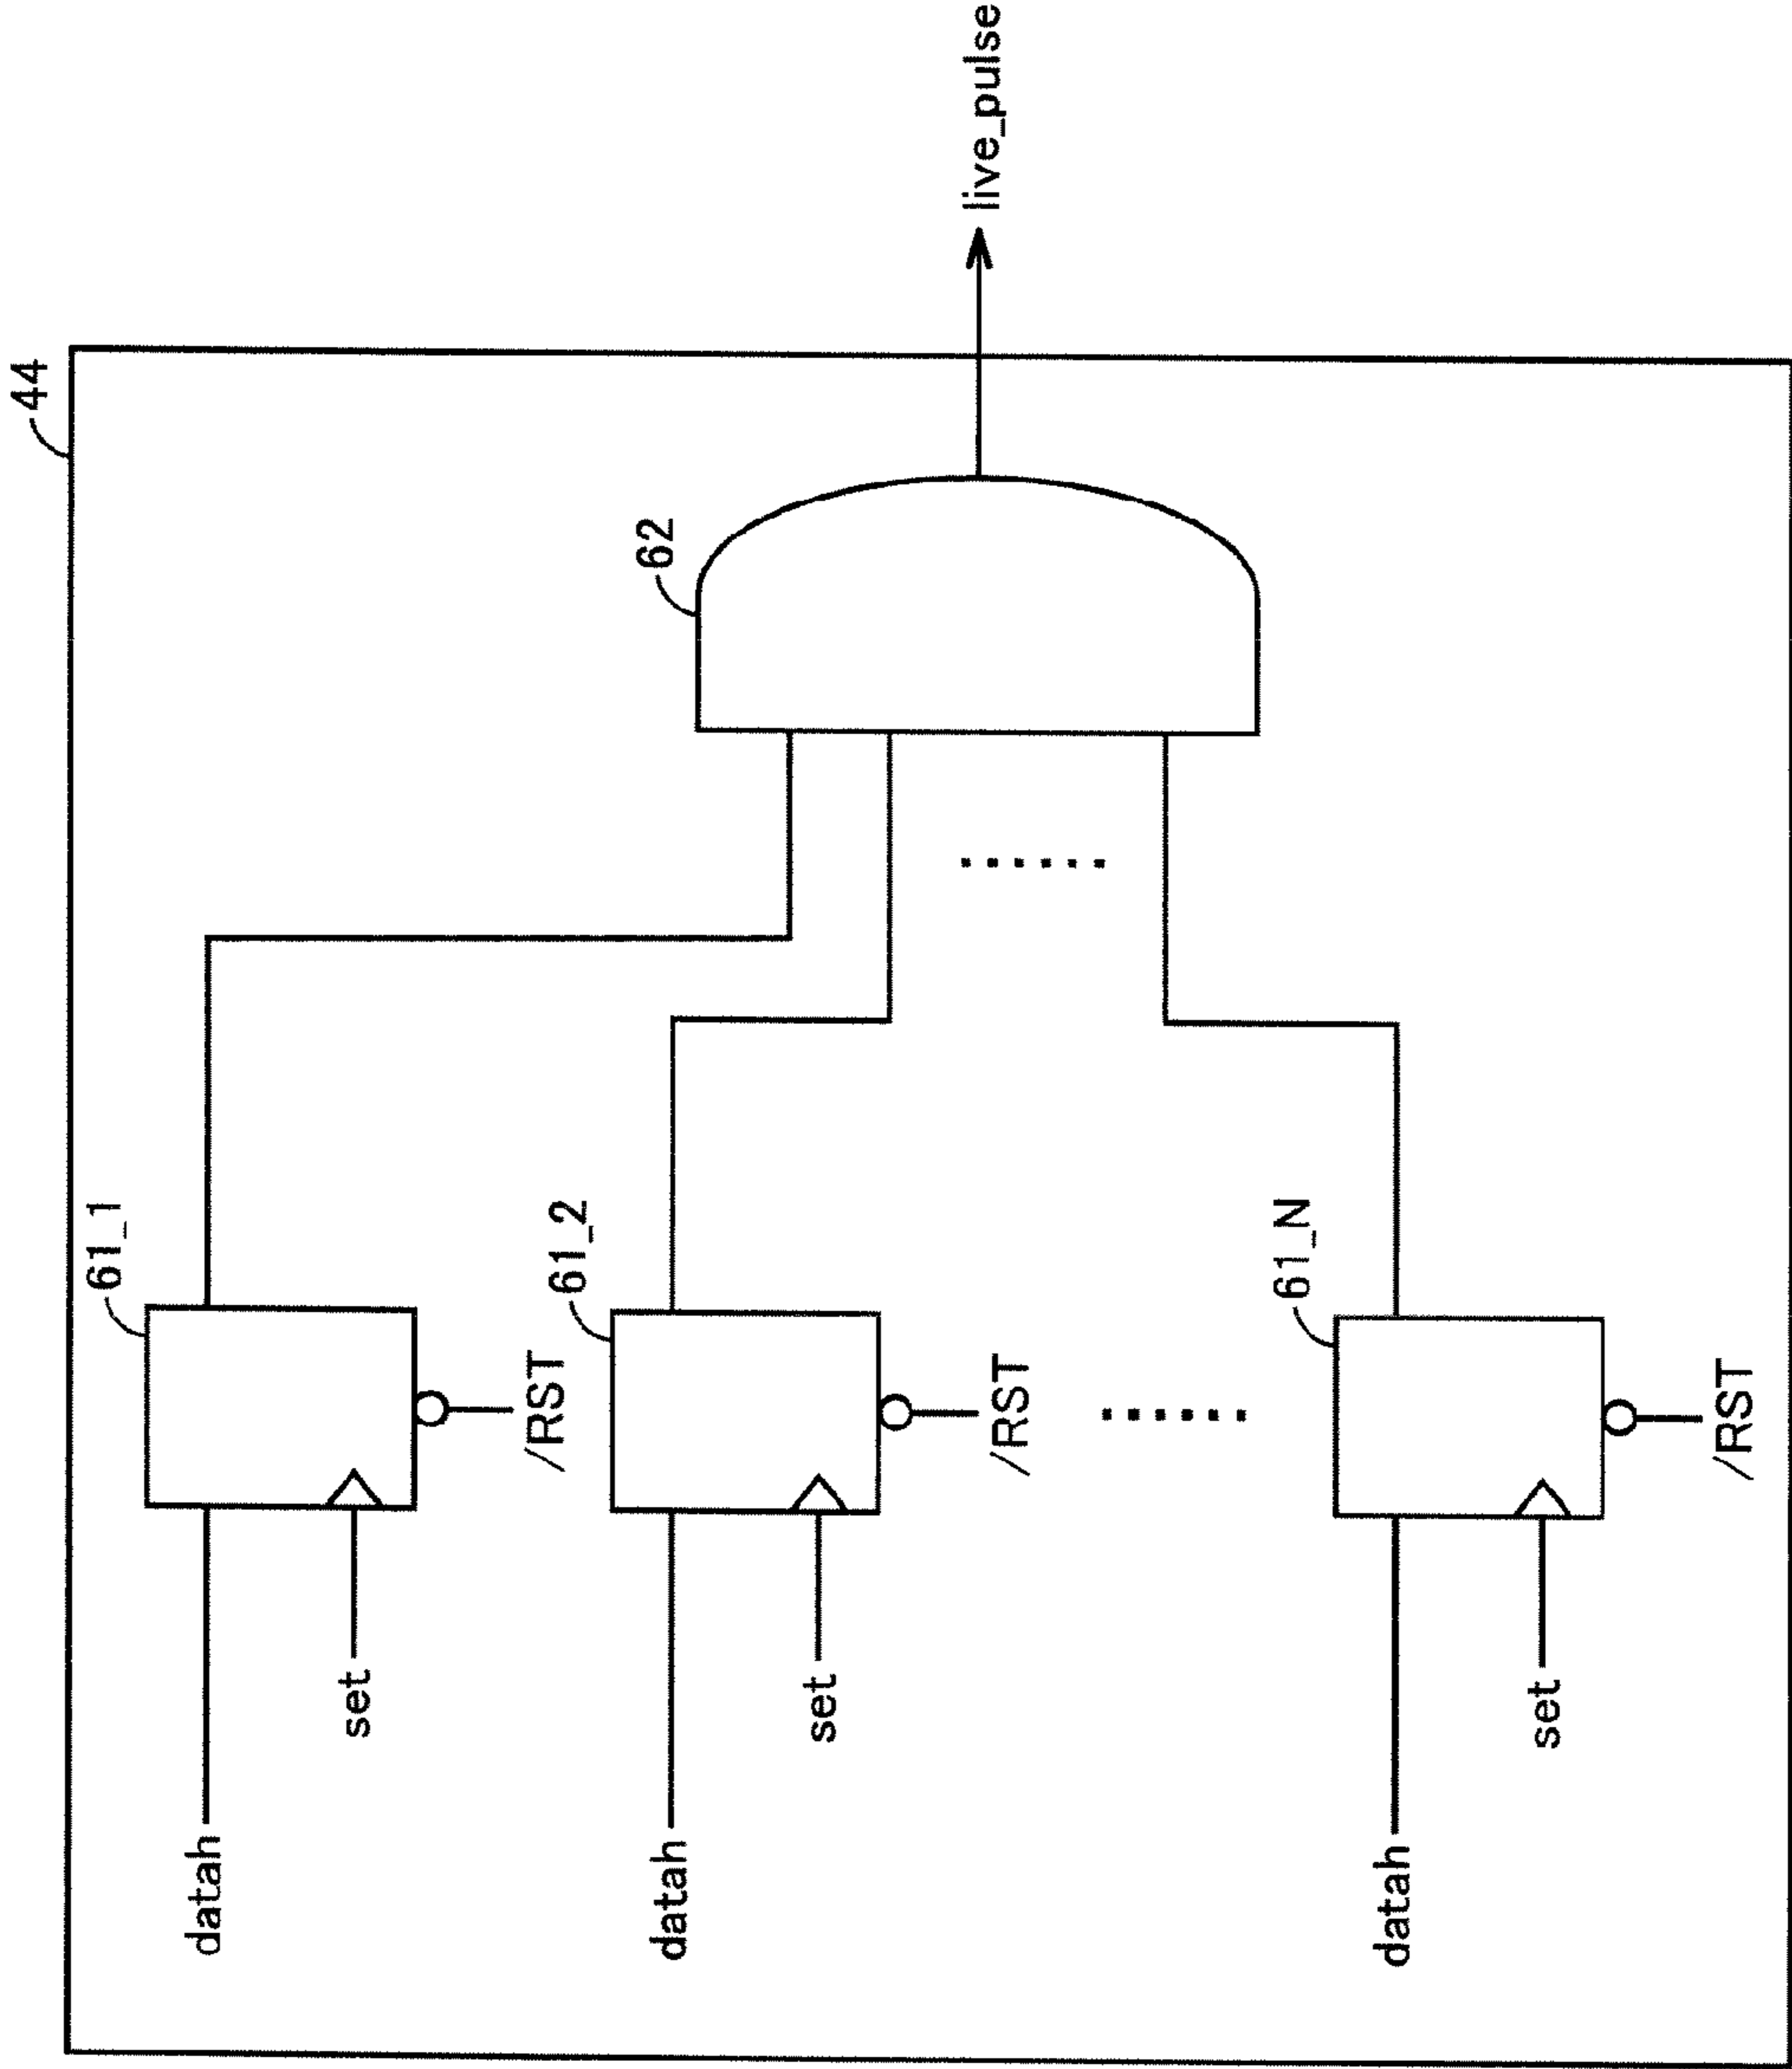 44
61_1
datah
set
/RST
62
61_2
datah
set
/RST
live_pulse
61_N
datah
set
/RST